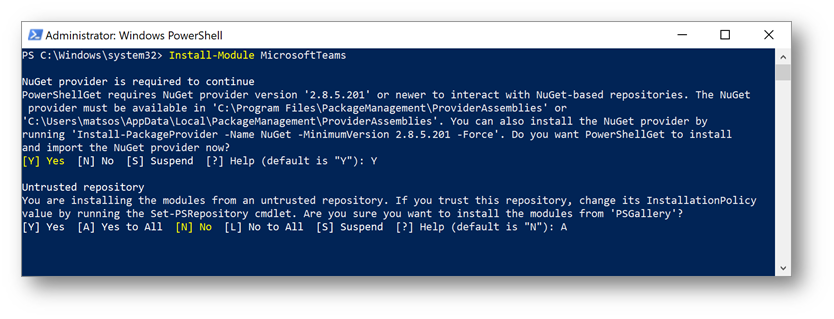 Administrator: Windows PowerShell
PS C:\Windows\system32> Install-Module MicrosoftTeams
NuGet provider is required to continue
PowerShellGet requires NuGet provider version '2.8.5.201' or newer to interact with NuGet-based repositories. The NuGet
provider must be available in 'C:\Program Files\PackageManagement\ProviderAssemblies' or
'C:\Users\matsos\AppData\Local\PackageManagement\ProviderAssemblies'. You can also install the NuGet provider by
running 'Install-PackageProvider -Name NuGet -MinimumVersion 2.8.5.201 -Force'. Do you want PowerShellGet to install
and import the NuGet provider now?
[Y] Yes  [N] No  [S] Suspend  [?] Help (default is "Y"): Y
Untrusted repository
You are installing the modules from an untrusted repository. If you trust this repository, change its InstallationPolicy
value by running the Set-PSRepository cmdlet. Are you sure you want to install the modules from 'PSGallery'?
[Y] Yes  [A] Yes to All  [N] No  [L] No to All  [S] Suspend  [?] Help (default is "N"): A